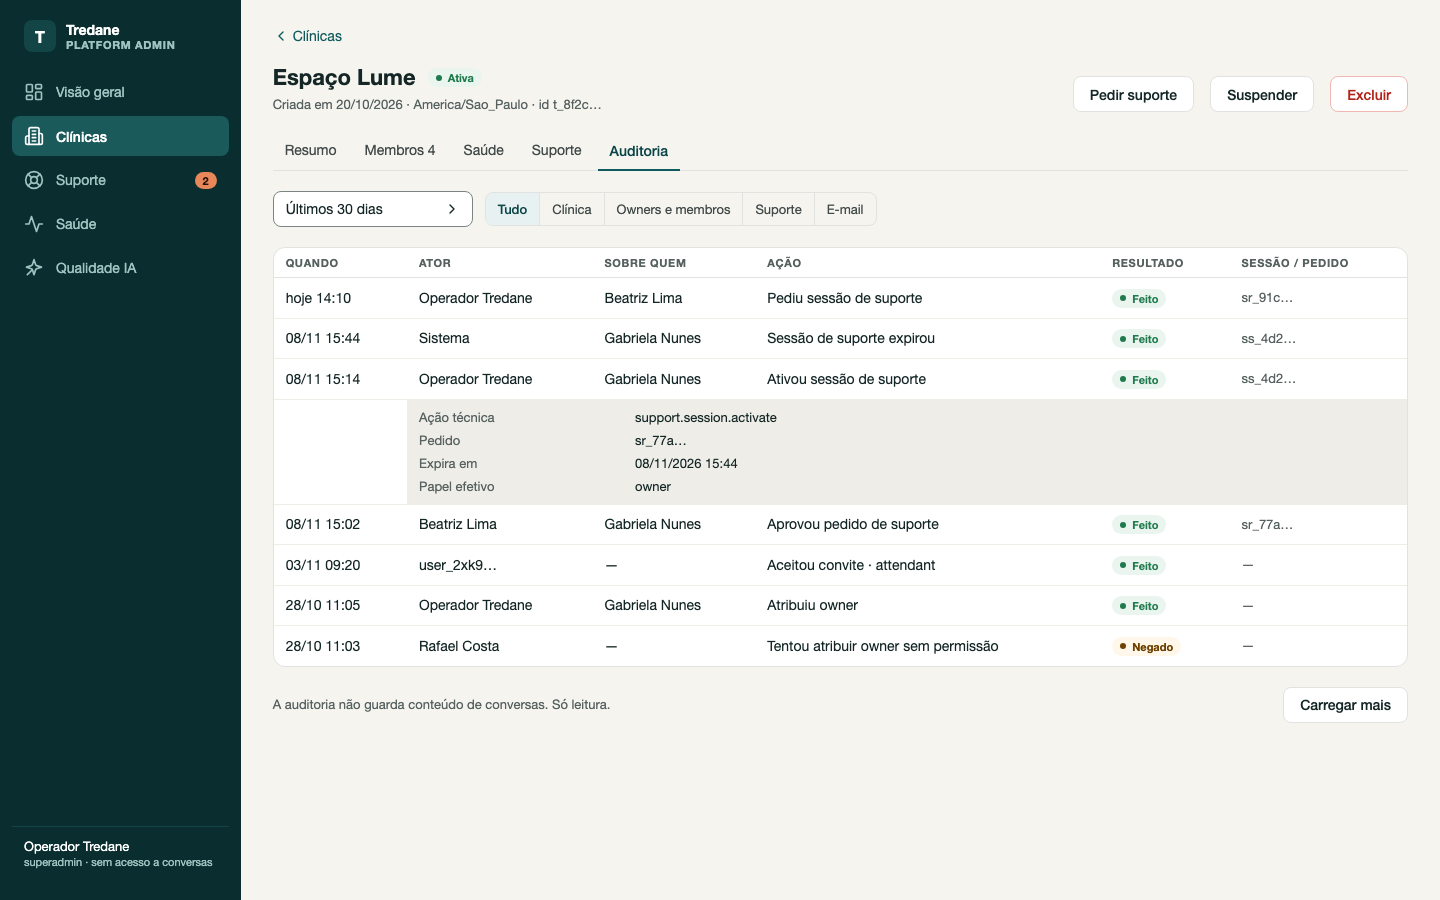 T
Tredane
PLATFORM ADMIN
Visão geral
Clínicas
Suporte 2
Saúde
Qualidade IA
Operador Tredane
superadmin · sem acesso a conversas
Clínicas
Espaço Lume Ativa
Criada em 20/10/2026 · America/Sao_Paulo · id t_8f2c…
Pedir suporte Suspender Excluir
Resumo Membros 4 Saúde Suporte Auditoria
Últimos 30 dias Tudo Clínica Owners e membros Suporte E-mail
QUANDO ATOR SOBRE QUEM AÇÃO RESULTADO SESSÃO / PEDIDO
hoje 14:10 Operador Tredane Beatriz Lima Pediu sessão de suporte Feito sr_91c…
08/11 15:44 Sistema Gabriela Nunes Sessão de suporte expirou Feito ss_4d2…
08/11 15:14 Operador Tredane Gabriela Nunes Ativou sessão de suporte Feito ss_4d2…
Ação técnica support.session.activate
Pedido sr_77a…
Expira em 08/11/2026 15:44
Papel efetivo owner
08/11 15:02 Beatriz Lima Gabriela Nunes Aprovou pedido de suporte Feito sr_77a…
03/11 09:20 user_2xk9… — Aceitou convite · attendant Feito —
28/10 11:05 Operador Tredane Gabriela Nunes Atribuiu owner Feito —
28/10 11:03 Rafael Costa — Tentou atribuir owner sem permissão Negado —
A auditoria não guarda conteúdo de conversas. Só leitura.
Carregar mais